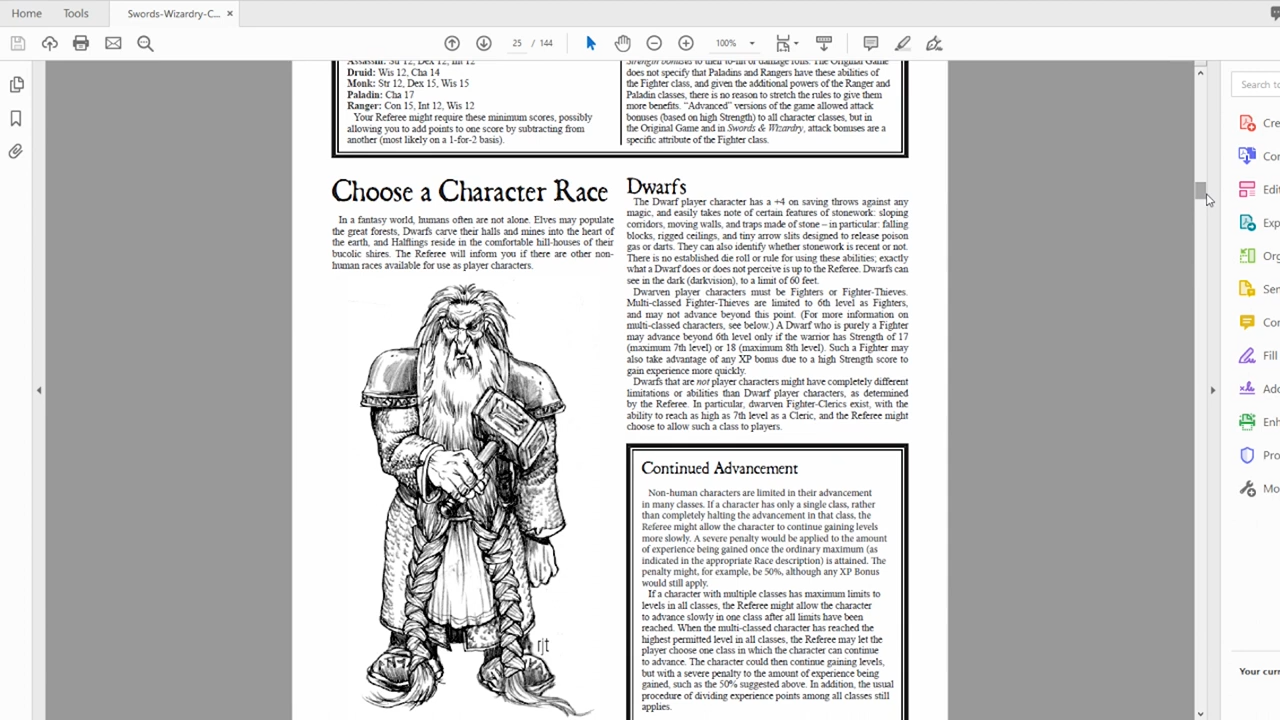 Home
Tools
Swords-Wizardry-C...
25 / 144
100%
Search to
Assassin: Str 12, Dex 12, Int 12
Druid: Wis 12, Cha 14
Monk: Str 12, Dex 15, Wis 15
Paladin: Cha 17
Ranger: Con 15, Int 12, Wis 12
Your Referee might require these minimum scores, possibly
allowing you to add points to one score by subtracting from
another (most likely on a 1-for-2 basis).
Strength bonuses to their to-hit or damage rolls. The Original Game
does not specify that Paladins and Rangers have these abilities of
the Fighter class, and given the additional powers of the Ranger and
Paladin classes, there is no reason to stretch the rules to give them
more benefits. “Advanced” versions of the game allowed attack
bonuses (based on high Strength) to all character classes, but in
the Original Game and in Swords & Wizardry, attack bonuses are a
specific attribute of the Fighter class.
Choose a Character Race
In a fantasy world, humans often are not alone. Elves may populate
the great forests, Dwarfs carve their halls and mines into the heart of
the earth, and Halflings reside in the comfortable hill-houses of their
bucolic shires. The Referee will inform you if there are other non-
human races available for use as player characters.
rjt
Dwarfs
The Dwarf player character has a +4 on saving throws against any
magic, and easily takes note of certain features of stonework: sloping
corridors, moving walls, and traps made of stone – in particular: falling
blocks, rigged ceilings, and tiny arrow slits designed to release poison
gas or darts. They can also identify whether stonework is recent or not.
There is no established die roll or rule for using these abilities; exactly
what a Dwarf does or does not perceive is up to the Referee. Dwarfs can
see in the dark (darkvision), to a limit of 60 feet.
Dwarven player characters must be Fighters or Fighter-Thieves.
Multi-classed Fighter-Thieves are limited to 6th level as Fighters,
and may not advance beyond this point. (For more information on
multi-classed characters, see below.) A Dwarf who is purely a Fighter
may advance beyond 6th level only if the warrior has Strength of 17
(maximum 7th level) or 18 (maximum 8th level). Such a Fighter may
also take advantage of any XP bonus due to a high Strength score to
gain experience more quickly.
Dwarfs that are not player characters might have completely different
limitations or abilities than Dwarf player characters, as determined
by the Referee. In particular, dwarven Fighter-Clerics exist, with the
ability to reach as high as 7th level as a Cleric, and the Referee might
choose to allow such a class to players.
Continued Advancement
Non-human characters are limited in their advancement
in many classes. If a character has only a single class, rather
than completely halting the advancement in that class, the
Referee might allow the character to continue gaining levels
more slowly. A severe penalty would be applied to the amount
of experience being gained once the ordinary maximum (as
indicated in the appropriate Race description) is attained. The
penalty might, for example, be 50%, although any XP Bonus
would still apply.
If a character with multiple classes has maximum limits to
levels in all classes, the Referee might allow the character
to advance slowly in one class after all limits have been
reached. When the multi-classed character has reached the
highest permitted level in all classes, the Referee may let the
player choose one class in which the character can continue
to advance. The character could then continue gaining levels,
but with a severe penalty to the amount of experience being
gained, such as the 50% suggested above. In addition, the usual
procedure of dividing experience points among all classes still
applies.
Cre
Cor
Edit
Exp
Org
Sen
Cor
Fill
Add
Enh
Pro
Mo
Your curr